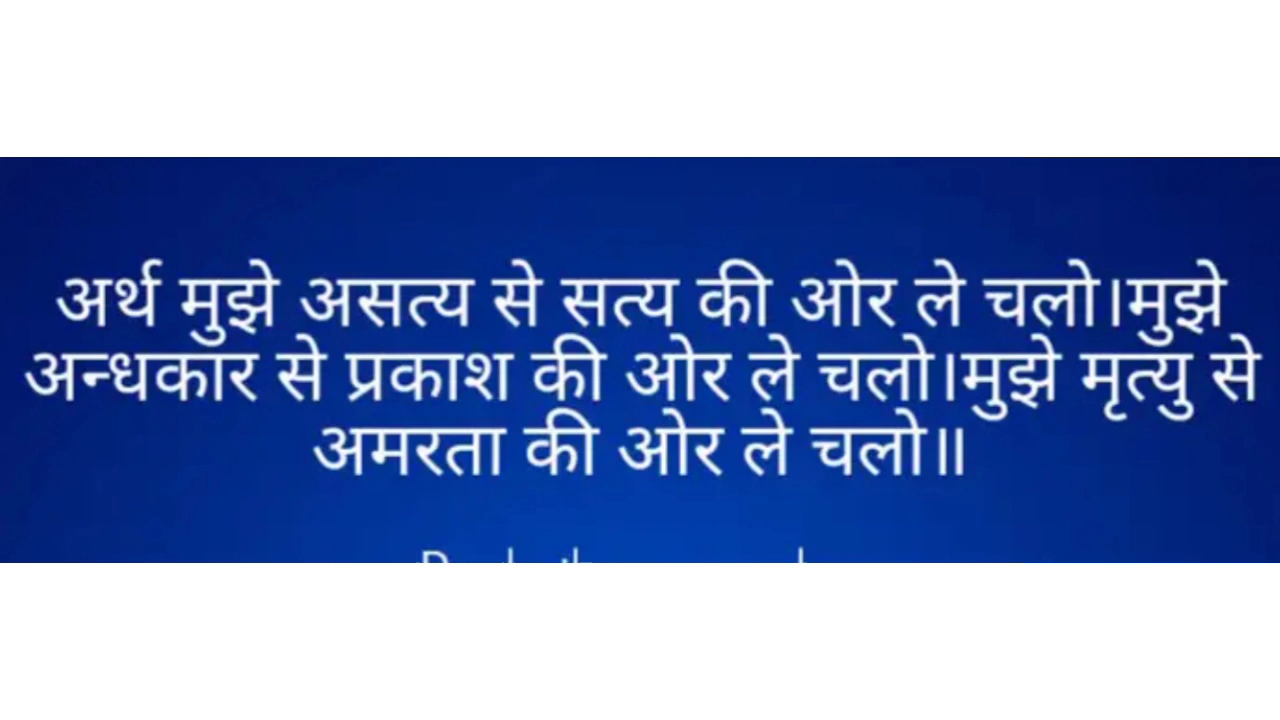 अर्थ मुझे असत्य से सत्य की ओर ले चलो।मुझे
अन्धकार से प्रकाश की ओर ले चलो।मुझे मृत्यु से
अमरता की ओर ले चलो॥